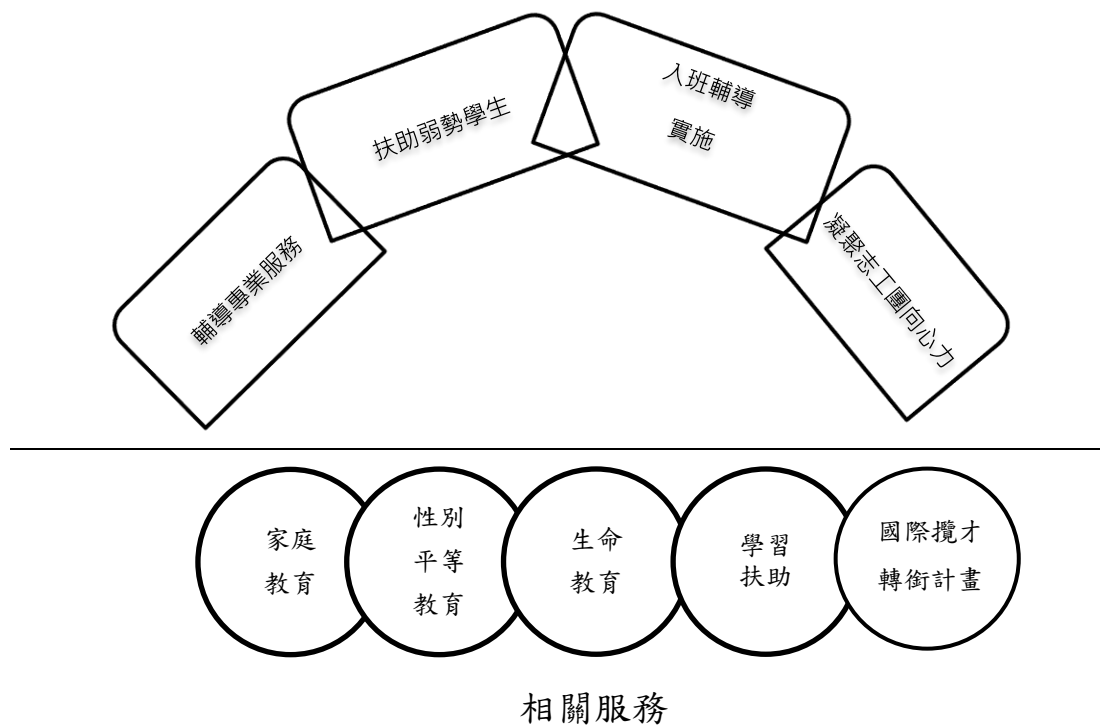 輔導專業服務
扶助弱勢學生
入班輔導
實施
凝聚志工團向心力
家庭
教育
性別
平等
教育
生命
教育
學習
扶助
國際攬才
轉銜計畫
相關服務